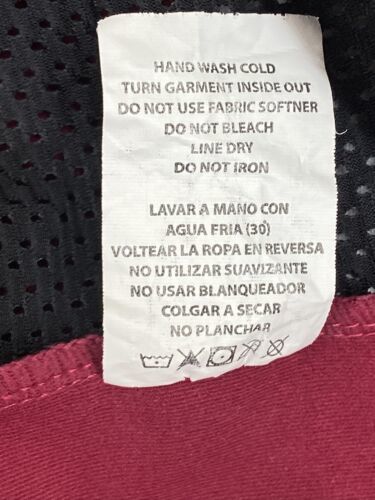 HAND WASH COLD
TURN GARMENT INSIDE OUT
DO NOT USE FABRIC SOFTNER
DO NOT BLEACH
LINE DRY
DO NOT IRON
LAVAR A MANO CON
AGUA FRIA (30)
VOLTEAR LA ROPA EN REVERSA
NO UTILIZAR SUAVIZANTE
NO USAR BLANQUEADOR
COLGAR A SECAR
NO PLANCHAR